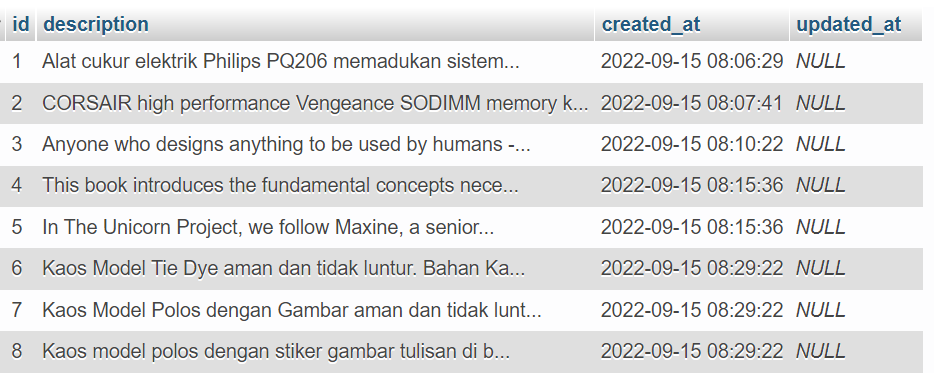 id description created_at updated_at
1 Alat cukur elektrik Philips PQ206 memadukan sistem... 2022-09-15 08:06:29 NULL
2 CORSAIR high performance Vengeance SODIMM memory k... 2022-09-15 08:07:41 NULL
3 Anyone who designs anything to be used by humans -... 2022-09-15 08:10:22 NULL
4 This book introduces the fundamental concepts nece... 2022-09-15 08:15:36 NULL
5 In The Unicorn Project, we follow Maxine, a senior... 2022-09-15 08:15:36 NULL
6 Kaos Model Tie Dye aman dan tidak luntur. Bahan Ka... 2022-09-15 08:29:22 NULL
7 Kaos Model Polos dengan Gambar aman dan tidak lunt... 2022-09-15 08:29:22 NULL
8 Kaos model polos dengan stiker gambar tulisan di b... 2022-09-15 08:29:22 NULL